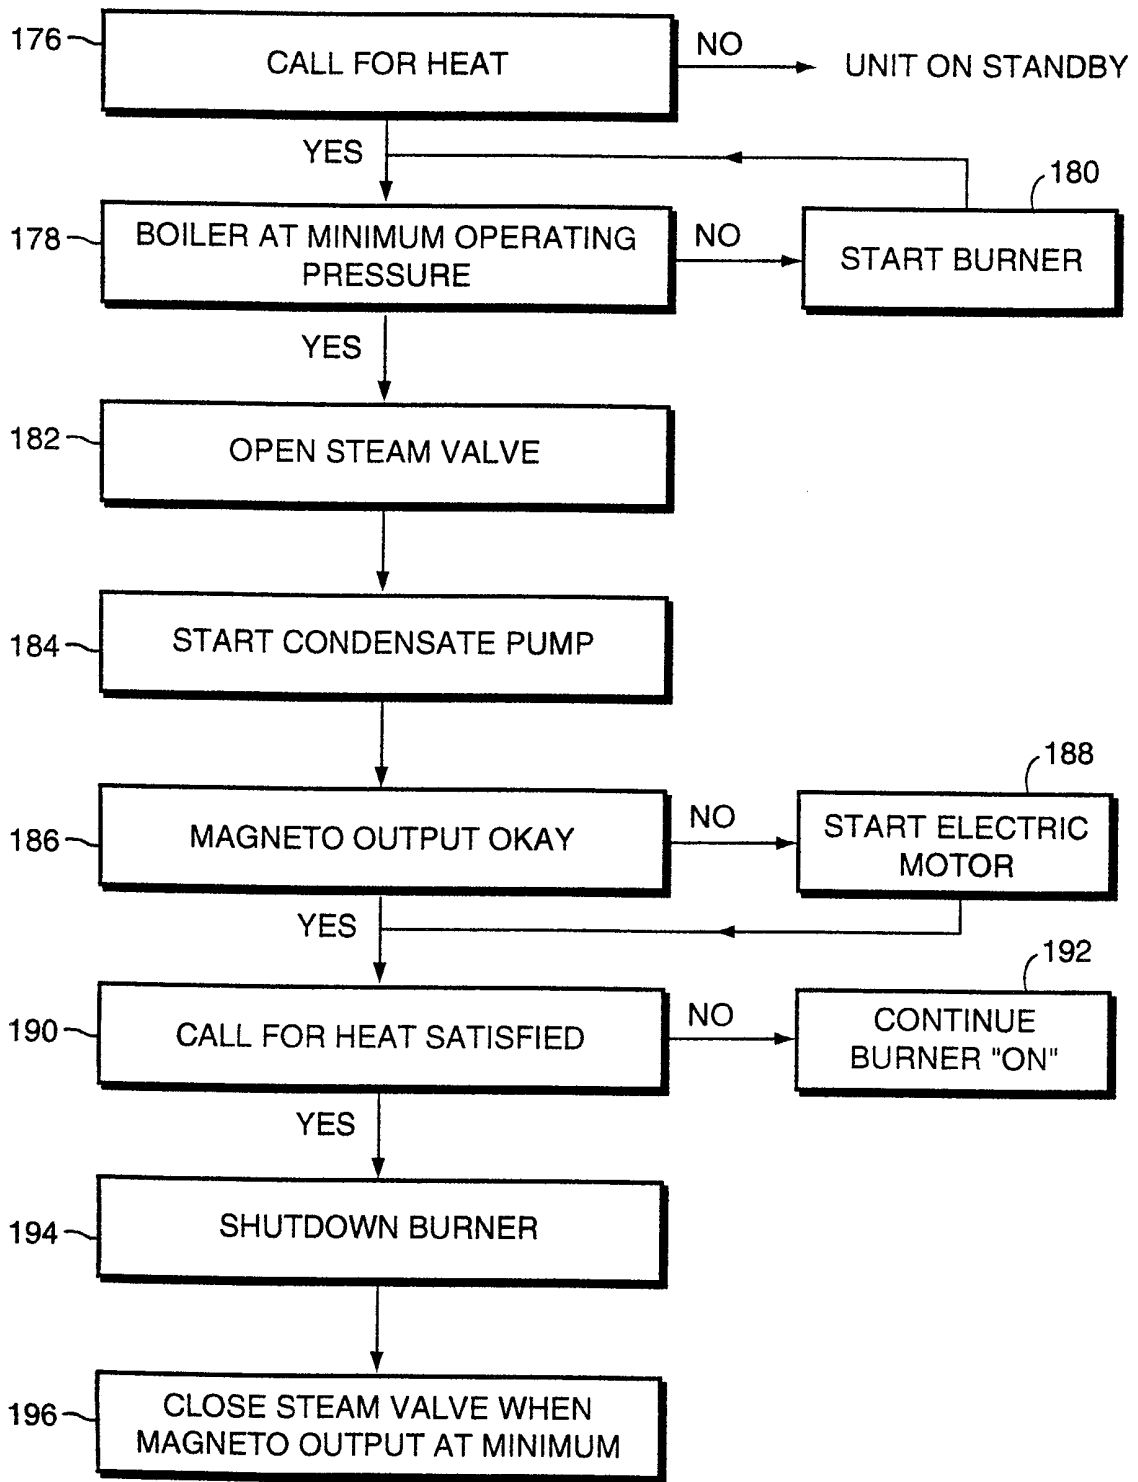 176
CALL FOR HEAT
NO
UNIT ON STANDBY
YES
180
178
BOILER AT MINIMUM OPERATING
PRESSURE
NO
START BURNER
YES
182
OPEN STEAM VALVE
184
START CONDENSATE PUMP
188
186
MAGNETO OUTPUT OKAY
NO
START ELECTRIC
MOTOR
YES
192
190
CALL FOR HEAT SATISFIED
NO
CONTINUE
BURNER "ON"
YES
194
SHUTDOWN BURNER
196
CLOSE STEAM VALVE WHEN
MAGNETO OUTPUT AT MINIMUM